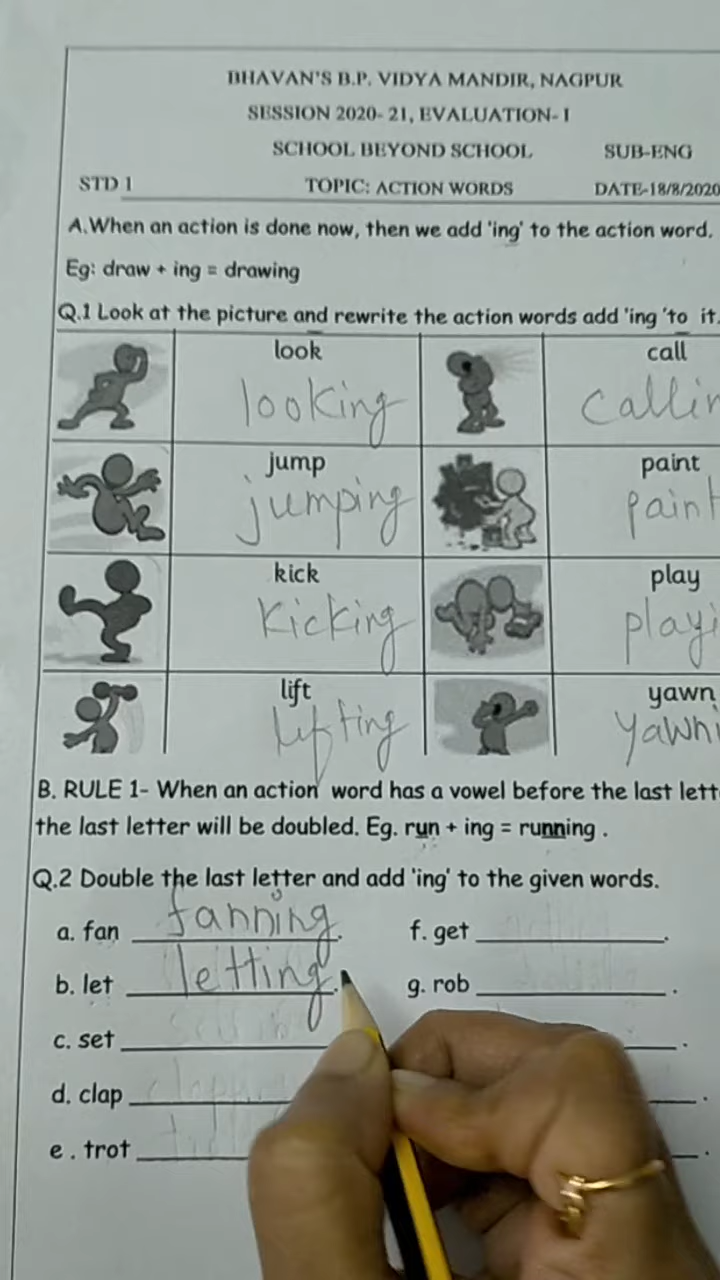 BHAVAN'S B.P. VIDYA MANDIR, NAGPUR
SESSION 2020- 21, EVALUATION- I
SCHOOL BEYOND SCHOOL SUB-ENG
STD 1 TOPIC: ACTION WORDS DATE-18/8/2020
A.When an action is done now, then we add 'ing' to the action word.
Eg: draw + ing = drawing
Q.1 Look at the picture and rewrite the action words add 'ing 'to it.
look call
looking callin
jump paint
jumping paint
kick play
kicking playi
lift yawn
lifting yawni
B. RULE 1- When an action word has a vowel before the last lett
the last letter will be doubled. Eg. run + ing = running .
Q.2 Double the last letter and add 'ing' to the given words.
a. fan fanning. f. get .
b. let letting. g. rob .
c. set .
d. clap .
e . trot .